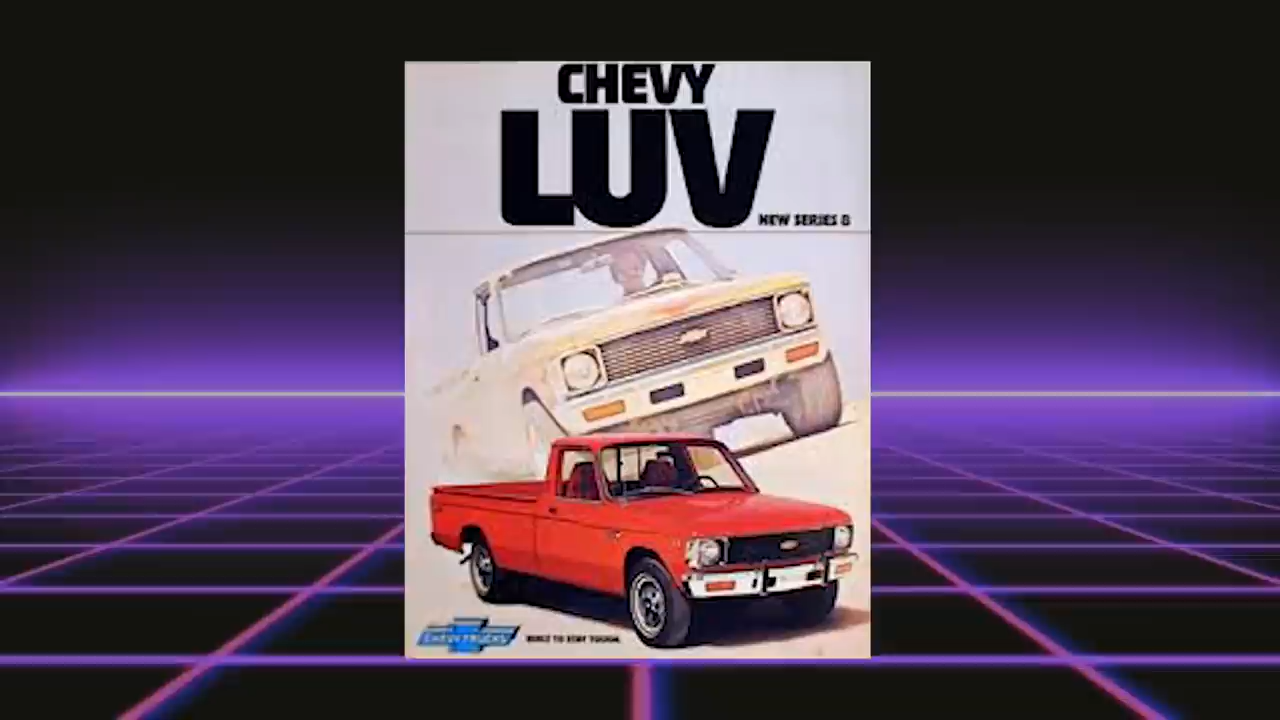 CHEVY
LUV
NEW SERIES 8
CHEVY TRUCKS
BUILT TO STAY TOUGH.